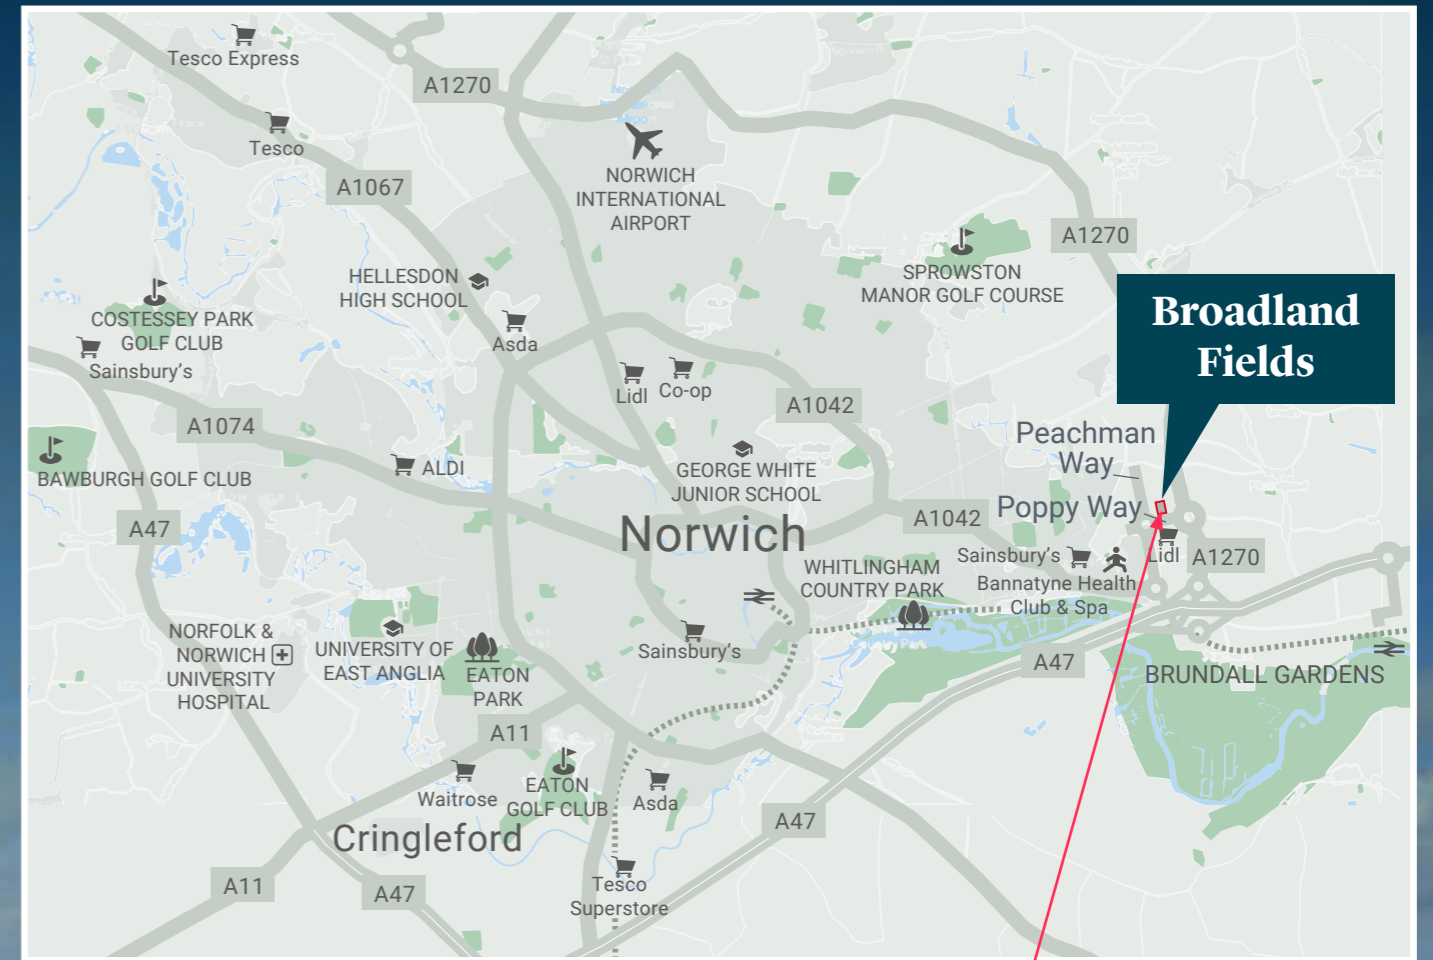 Tesco Express
A1270
Tesco
A1067
NORWICH
INTERNATIONAL
AIRPORT
A1270
HELLESDON
HIGH SCHOOL
SPROWSTON
MANOR GOLF COURSE
Broadland
Fields
COSTESSEY PARK
GOLF CLUB
Asda
Sainsbury's
Lidl
Co-op
A1042
A1074
Peachman
Way
ALDI
GEORGE WHITE
JUNIOR SCHOOL
BAWBURGH GOLF CLUB
A47
Norwich
A1042
Poppy Way
Sainsbury's
Lidl
A1270
WHITLINGHAM
COUNTRY PARK
Bannatyne Health
Club & Spa
NORFOLK &
NORWICH
UNIVERSITY
HOSPITAL
UNIVERSITY OF
EAST ANGLIA
EATON
PARK
Sainsbury's
A47
BRUNDALL GARDENS
A11
Waitrose
EATON
GOLF CLUB
Asda
A47
Cringleford
A11
A47
Tesco
Superstore